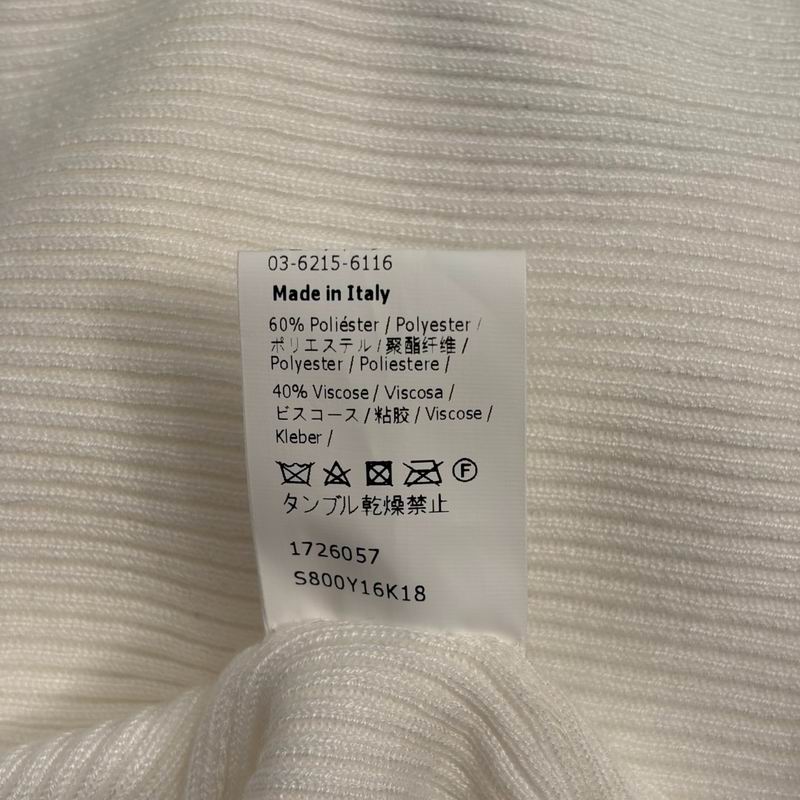 03-6215-6116
Made in Italy
60% Poliéster / Polyester /
ポリエステル / 聚酯纤维 /
Polyester / Poliestere /
40% Viscose / Viscosa /
ビスコース / 粘胶 / Viscose /
Kleber /
F
タンブル乾燥禁止
1726057
S800Y16K18